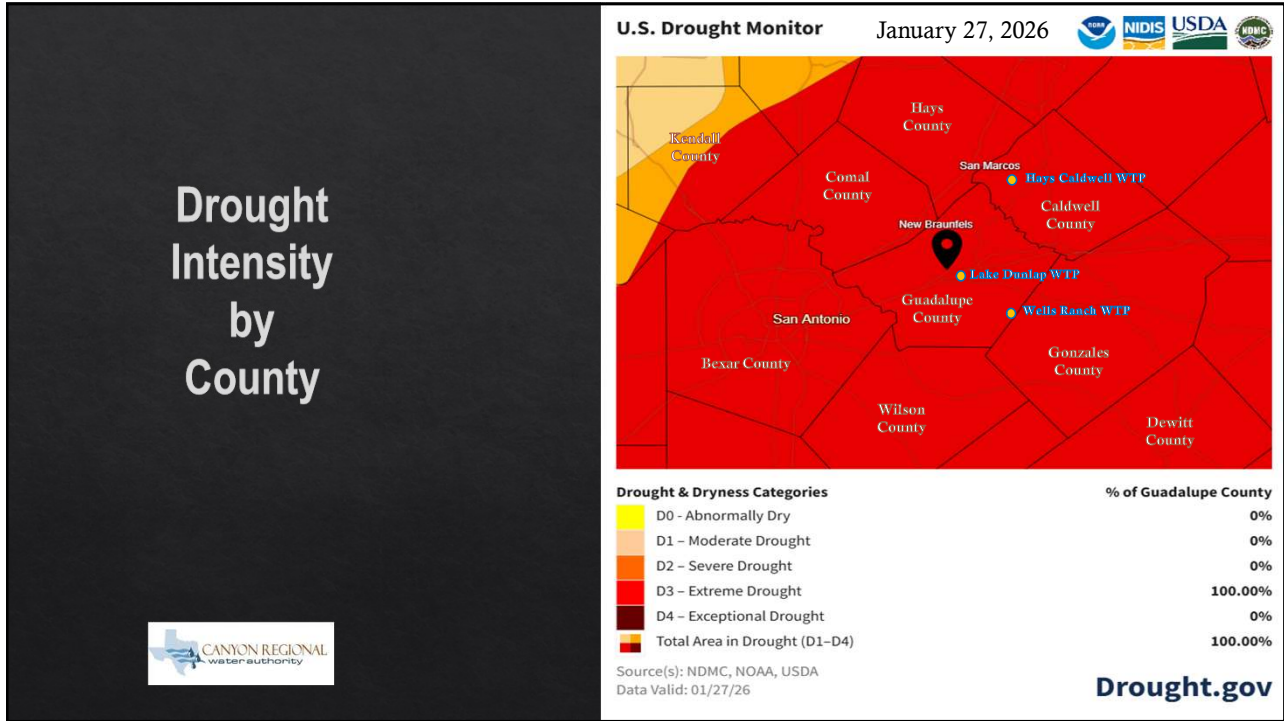 Drought
Intensity
by
County
CANYON REGIONAL
water authority
U.S. Drought Monitor
January 27, 2026
NOAA
NIDIS
USDA
NDMC
Hays
County
Kendall
County
San Marcos
Hays Caldwell WTP
Comal
County
Caldwell
County
New Braunfels
Lake Dunlap WTP
Guadalupe
County
Wells Ranch WTP
San Antonio
Bexar County
Gonzales
County
Wilson
County
Dewitt
County
Drought & Dryness Categories
% of Guadalupe County
D0 - Abnormally Dry
0%
D1 – Moderate Drought
0%
D2 – Severe Drought
0%
D3 – Extreme Drought
100.00%
D4 – Exceptional Drought
0%
Total Area in Drought (D1–D4)
100.00%
Source(s): NDMC, NOAA, USDA
Data Valid: 01/27/26
Drought.gov